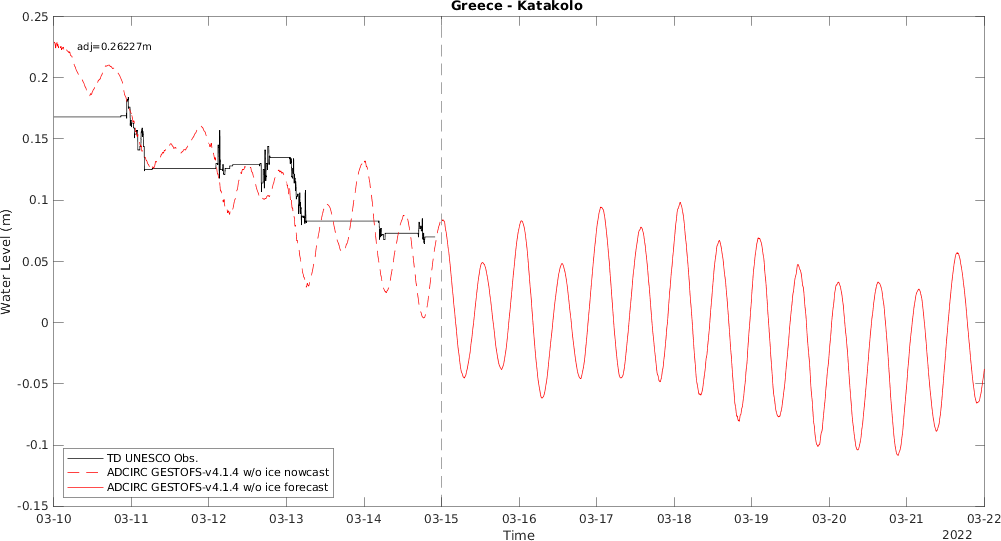 Greece - Katakolo
adj=0.26227m
0.25
0.2
0.15
0.1
0.05
0
-0.05
-0.1
-0.15
Water Level (m)
TD UNESCO Obs.
ADCIRC GESTOFS-v4.1.4 w/o ice nowcast
ADCIRC GESTOFS-v4.1.4 w/o ice forecast
03-10 03-11 03-12 03-13 03-14 03-15 03-16 03-17 03-18 03-19 03-20 03-21 03-22
Time
2022